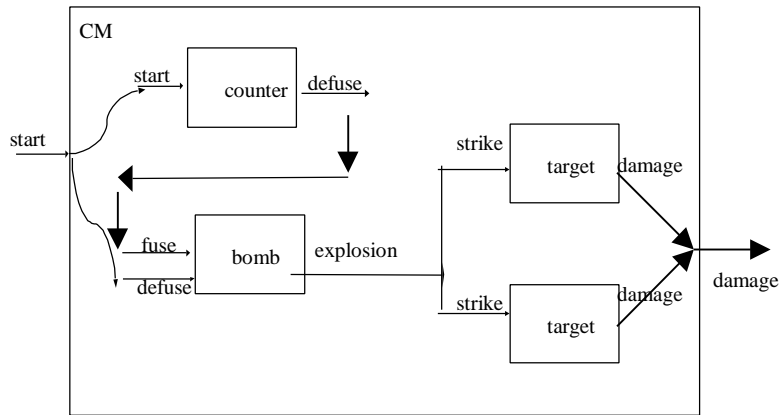 CM
start
counter
defuse
start
strike
target
damage
fuse
bomb
explosion
defuse
damage
damage
strike
target